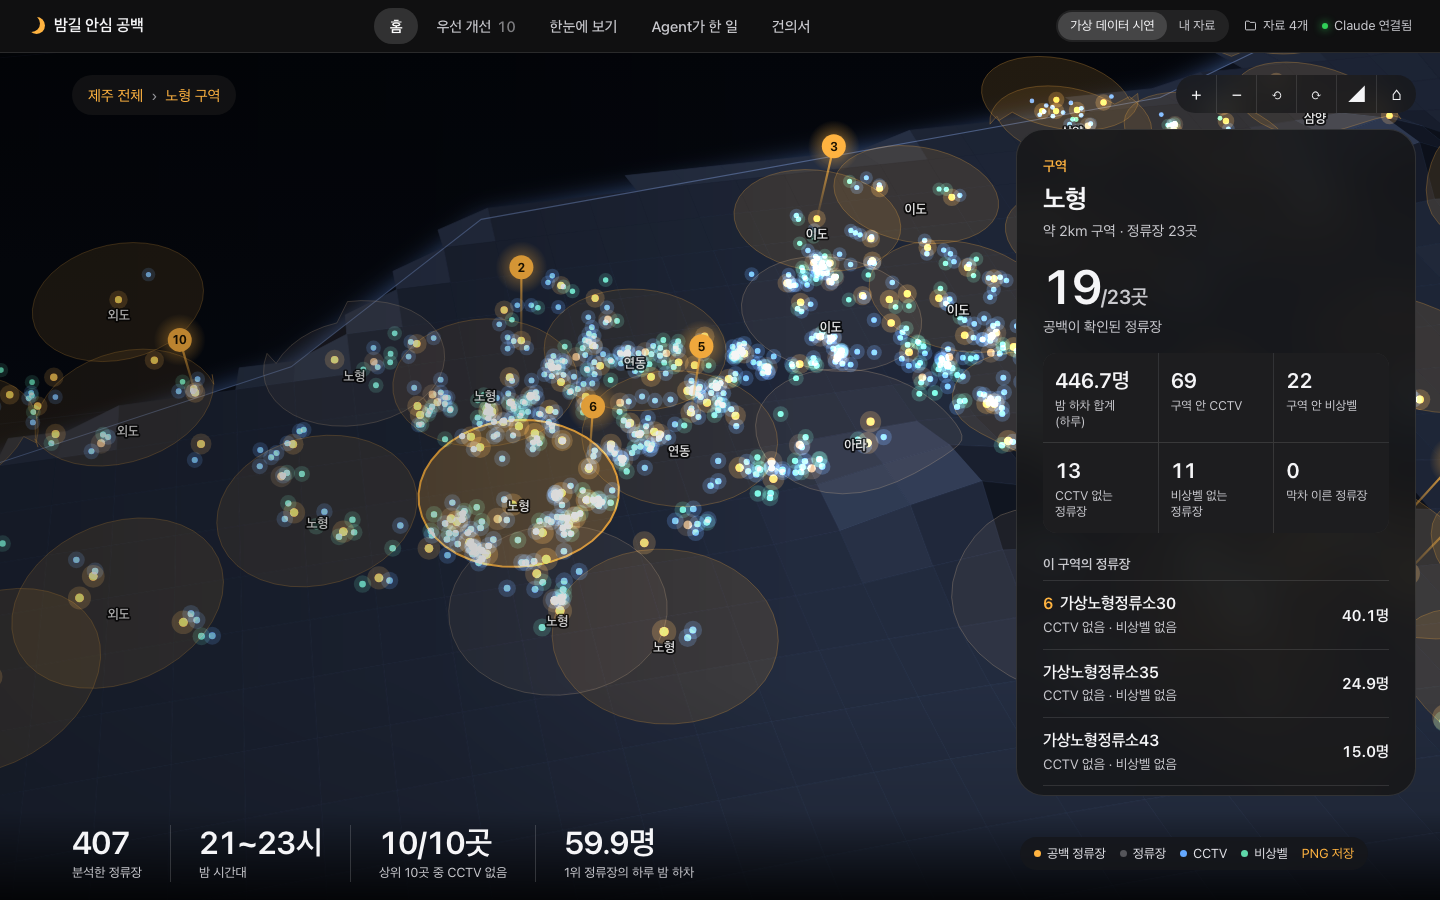 밤길 안심 공백
홈
우선 개선 10
한눈에 보기
Agent가 한 일
건의서
가상 데이터 시연
내 자료
자료 4개
Claude 연결됨
제주 전체 › 노형 구역
삼양
3
이도
이도
2
외도
이도
이도
10
5
연동
노형
노형
6
외도
연동
아라
노형
노형
외도
노형
노형
구역
노형
약 2km 구역 · 정류장 23곳
19/23곳
공백이 확인된 정류장
446.7명
밤 하차 합계
(하루)
69
구역 안 CCTV
22
구역 안 비상벨
13
CCTV 없는
정류장
11
비상벨 없는
정류장
0
막차 이른 정류장
이 구역의 정류장
6 가상노형정류소30
CCTV 없음 · 비상벨 없음
40.1명
가상노형정류소35
CCTV 없음 · 비상벨 없음
24.9명
가상노형정류소43
CCTV 없음 · 비상벨 없음
15.0명
407
분석한 정류장
21~23시
밤 시간대
10/10곳
상위 10곳 중 CCTV 없음
59.9명
1위 정류장의 하루 밤 하차
공백 정류장
정류장
CCTV
비상벨
PNG 저장